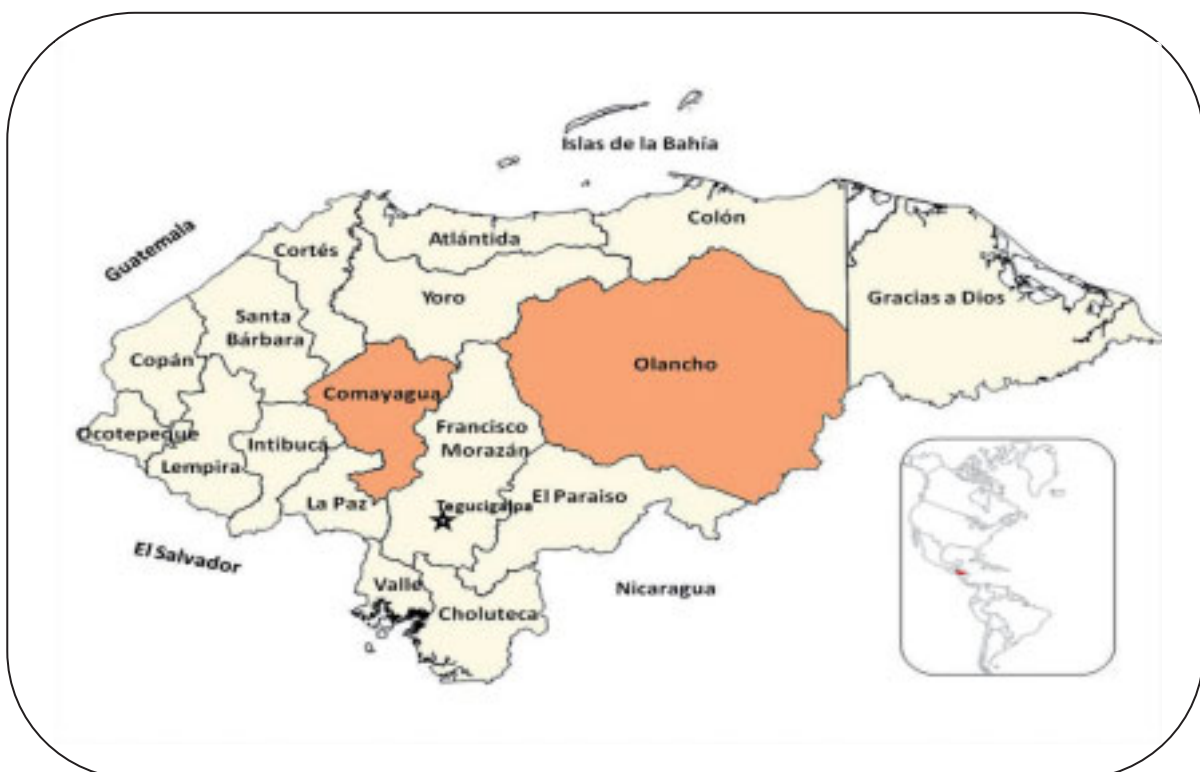 Islas de la Bahía
Colón
Guatemala
Cortés
Atlántida
Yoro
Gracias a Dios
Santa
Bárbara
Copán
Olancho
Comayagua
Francisco
Morazán
Ocotepeque
Intibucá
Lempira
La Paz
Tegucigalpa
El Paraiso
El Salvador
Valle
Choluteca
Nicaragua